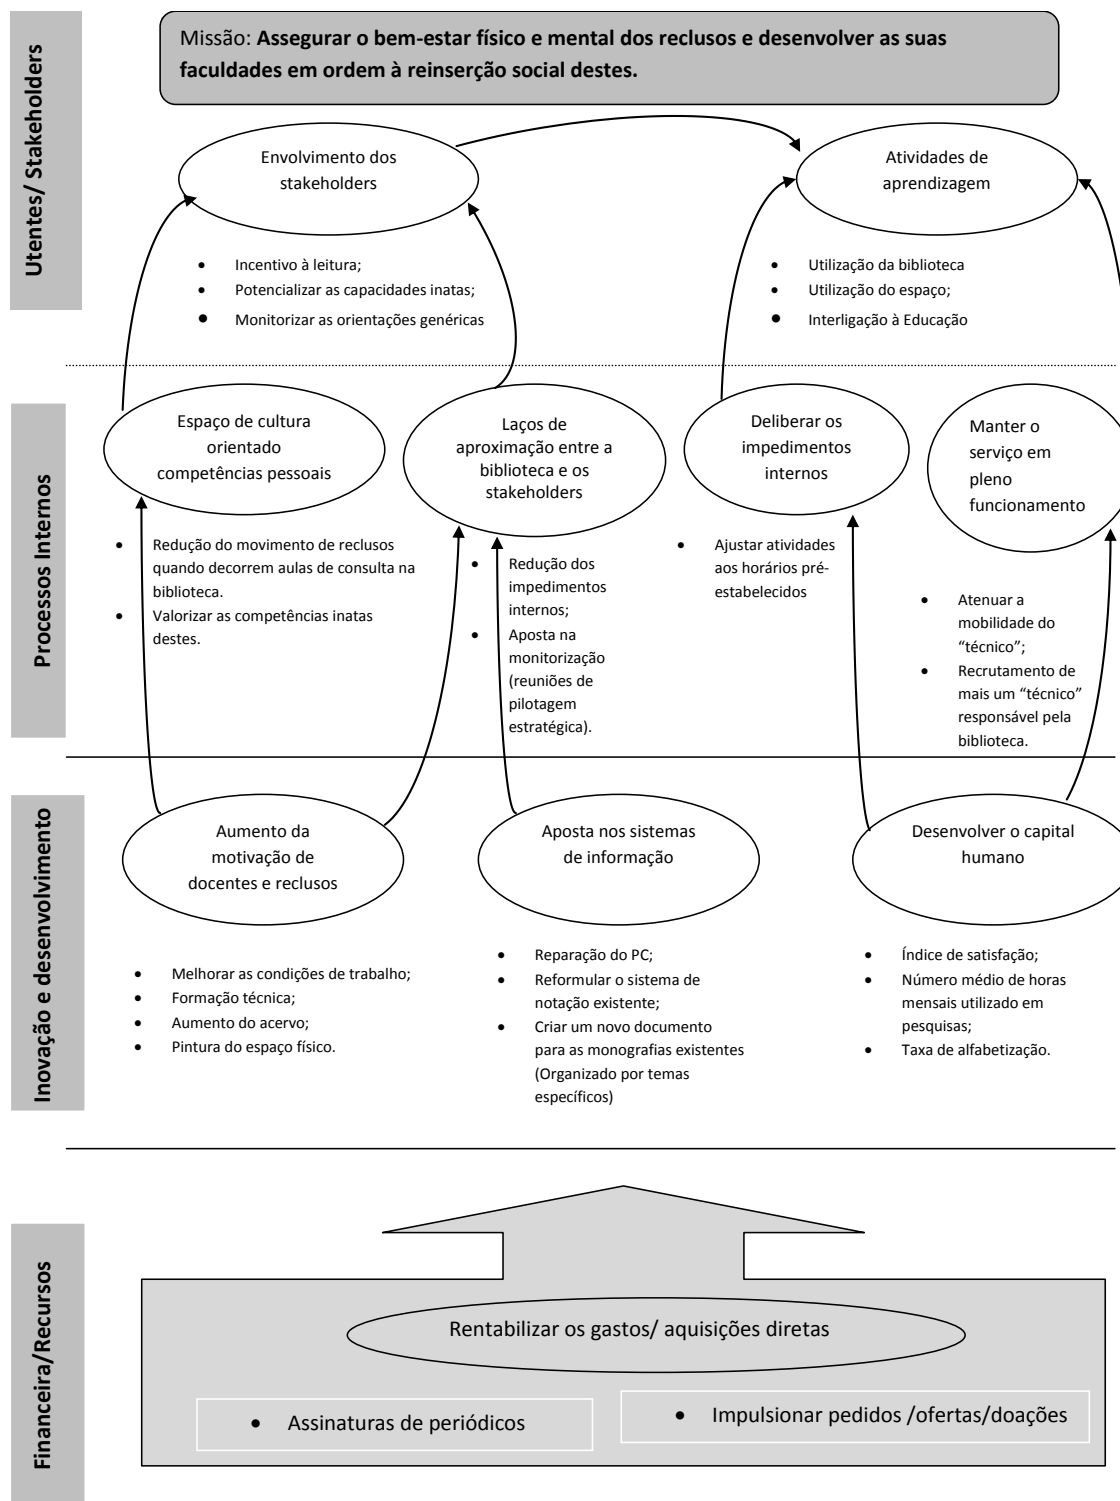 Utentes/ Stakeholders
Missão: Assegurar o bem-estar físico e mental dos reclusos e desenvolver as suas
faculdades em ordem à reinserção social destes.
Envolvimento dos
stakeholders
Atividades de
aprendizagem
• Incentivo à leitura;
• Potencializar as capacidades inatas;
• Monitorizar as orientações genéricas
• Utilização da biblioteca
• Utilização do espaço;
• Interligação à Educação
Processos Internos
Espaço de cultura
orientado
competências pessoais
Laços de
aproximação entre a
biblioteca e os
stakeholders
Deliberar os
impedimentos
internos
Manter o
serviço em
pleno
funcionamento
• Redução do movimento de reclusos
quando decorrem aulas de consulta na
biblioteca.
• Valorizar as competências inatas
destes.
• Redução dos
impedimentos
internos;
• Aposta na
monitorização
(reuniões de
pilotagem
estratégica).
• Ajustar atividades
aos horários pré-
estabelecidos
• Atenuar a
mobilidade do
“técnico”;
• Recrutamento de
mais um “técnico”
responsável pela
biblioteca.
Inovação e desenvolvimento
Aumento da
motivação de
docentes e reclusos
Aposta nos sistemas
de informação
Desenvolver o capital
humano
• Melhorar as condições de trabalho;
• Formação técnica;
• Aumento do acervo;
• Pintura do espaço físico.
• Reparação do PC;
• Reformular o sistema de
notação existente;
• Criar um novo documento
para as monografias existentes
(Organizado por temas
específicos)
• Índice de satisfação;
• Número médio de horas
mensais utilizado em
pesquisas;
• Taxa de alfabetização.
Financeira/Recursos
Rentabilizar os gastos/ aquisições diretas
• Assinaturas de periódicos
• Impulsionar pedidos /ofertas/doações